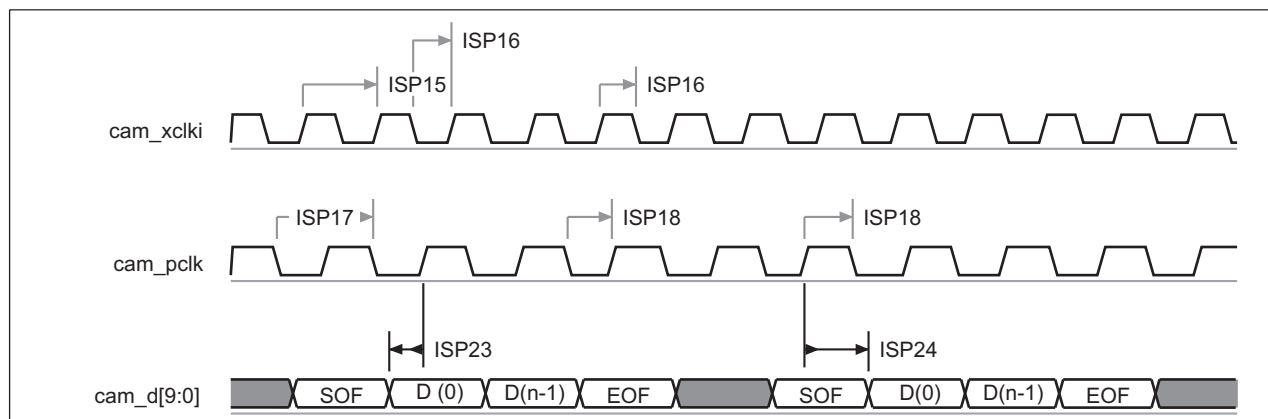 ISP16
ISP15
ISP16
cam_xclki
ISP17
ISP18
ISP18
cam_pclk
ISP23
ISP24
cam_d[9:0]
SOF
D (0)
D(n-1)
EOF
SOF
D(0)
D(n-1)
EOF